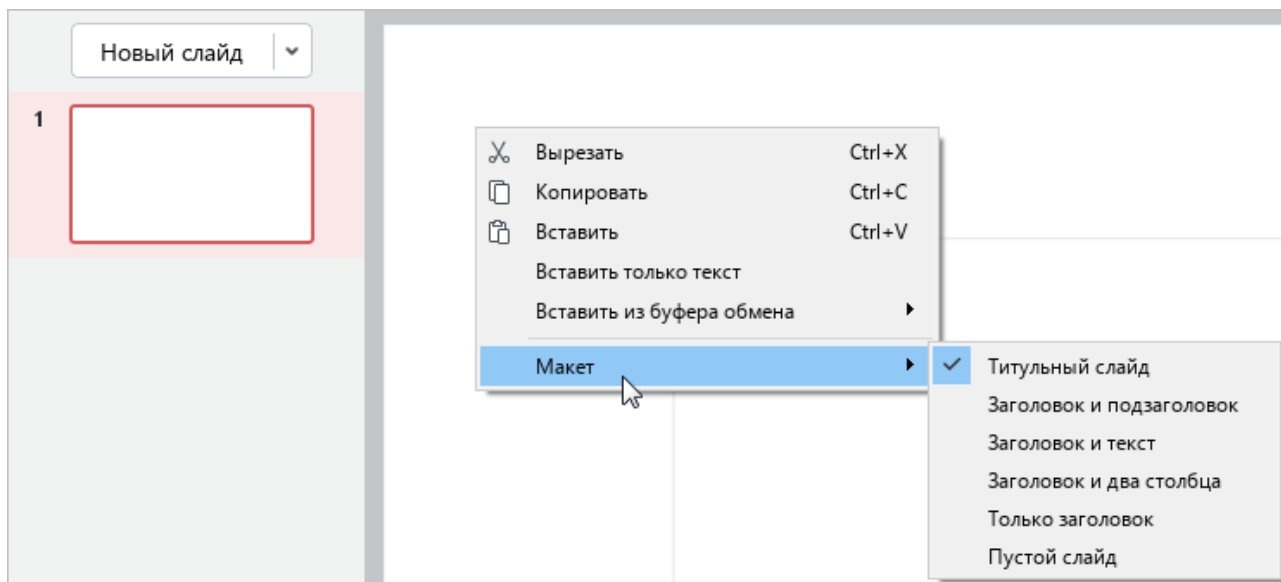 Новый слайд
1
Вырезать Ctrl+X
Копировать Ctrl+C
Вставить Ctrl+V
Вставить только текст
Вставить из буфера обмена
Макет
Титульный слайд
Заголовок и подзаголовок
Заголовок и текст
Заголовок и два столбца
Только заголовок
Пустой слайд